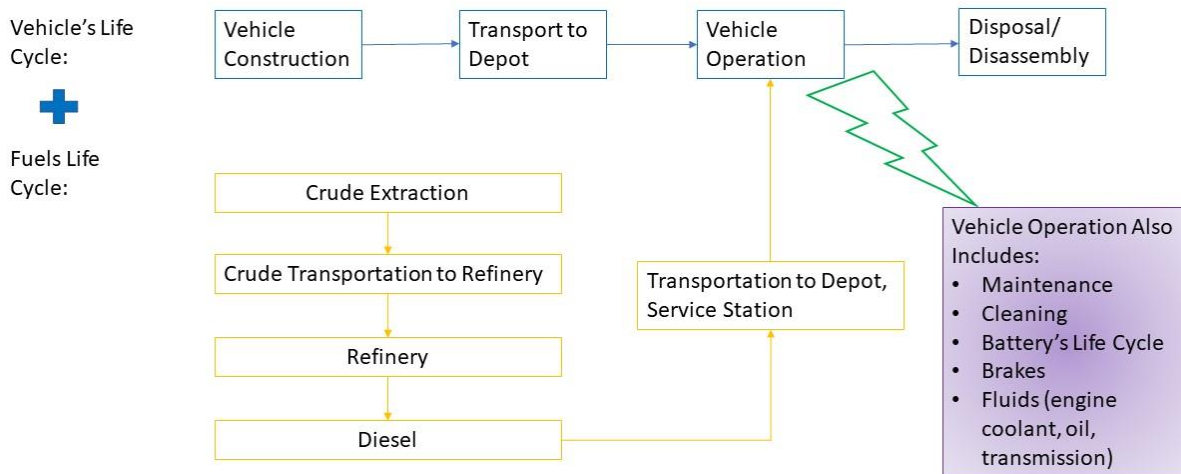 Vehicle's Life
Cycle:
Vehicle
Construction
Transport to
Depot
Vehicle
Operation
Disposal/
Disassembly
Fuels Life
Cycle:
Crude Extraction
Crude Transportation to Refinery
Refinery
Diesel
Transportation to Depot,
Service Station
Vehicle Operation Also
Includes:
• Maintenance
• Cleaning
• Battery's Life Cycle
• Brakes
• Fluids (engine
coolant, oil,
transmission)